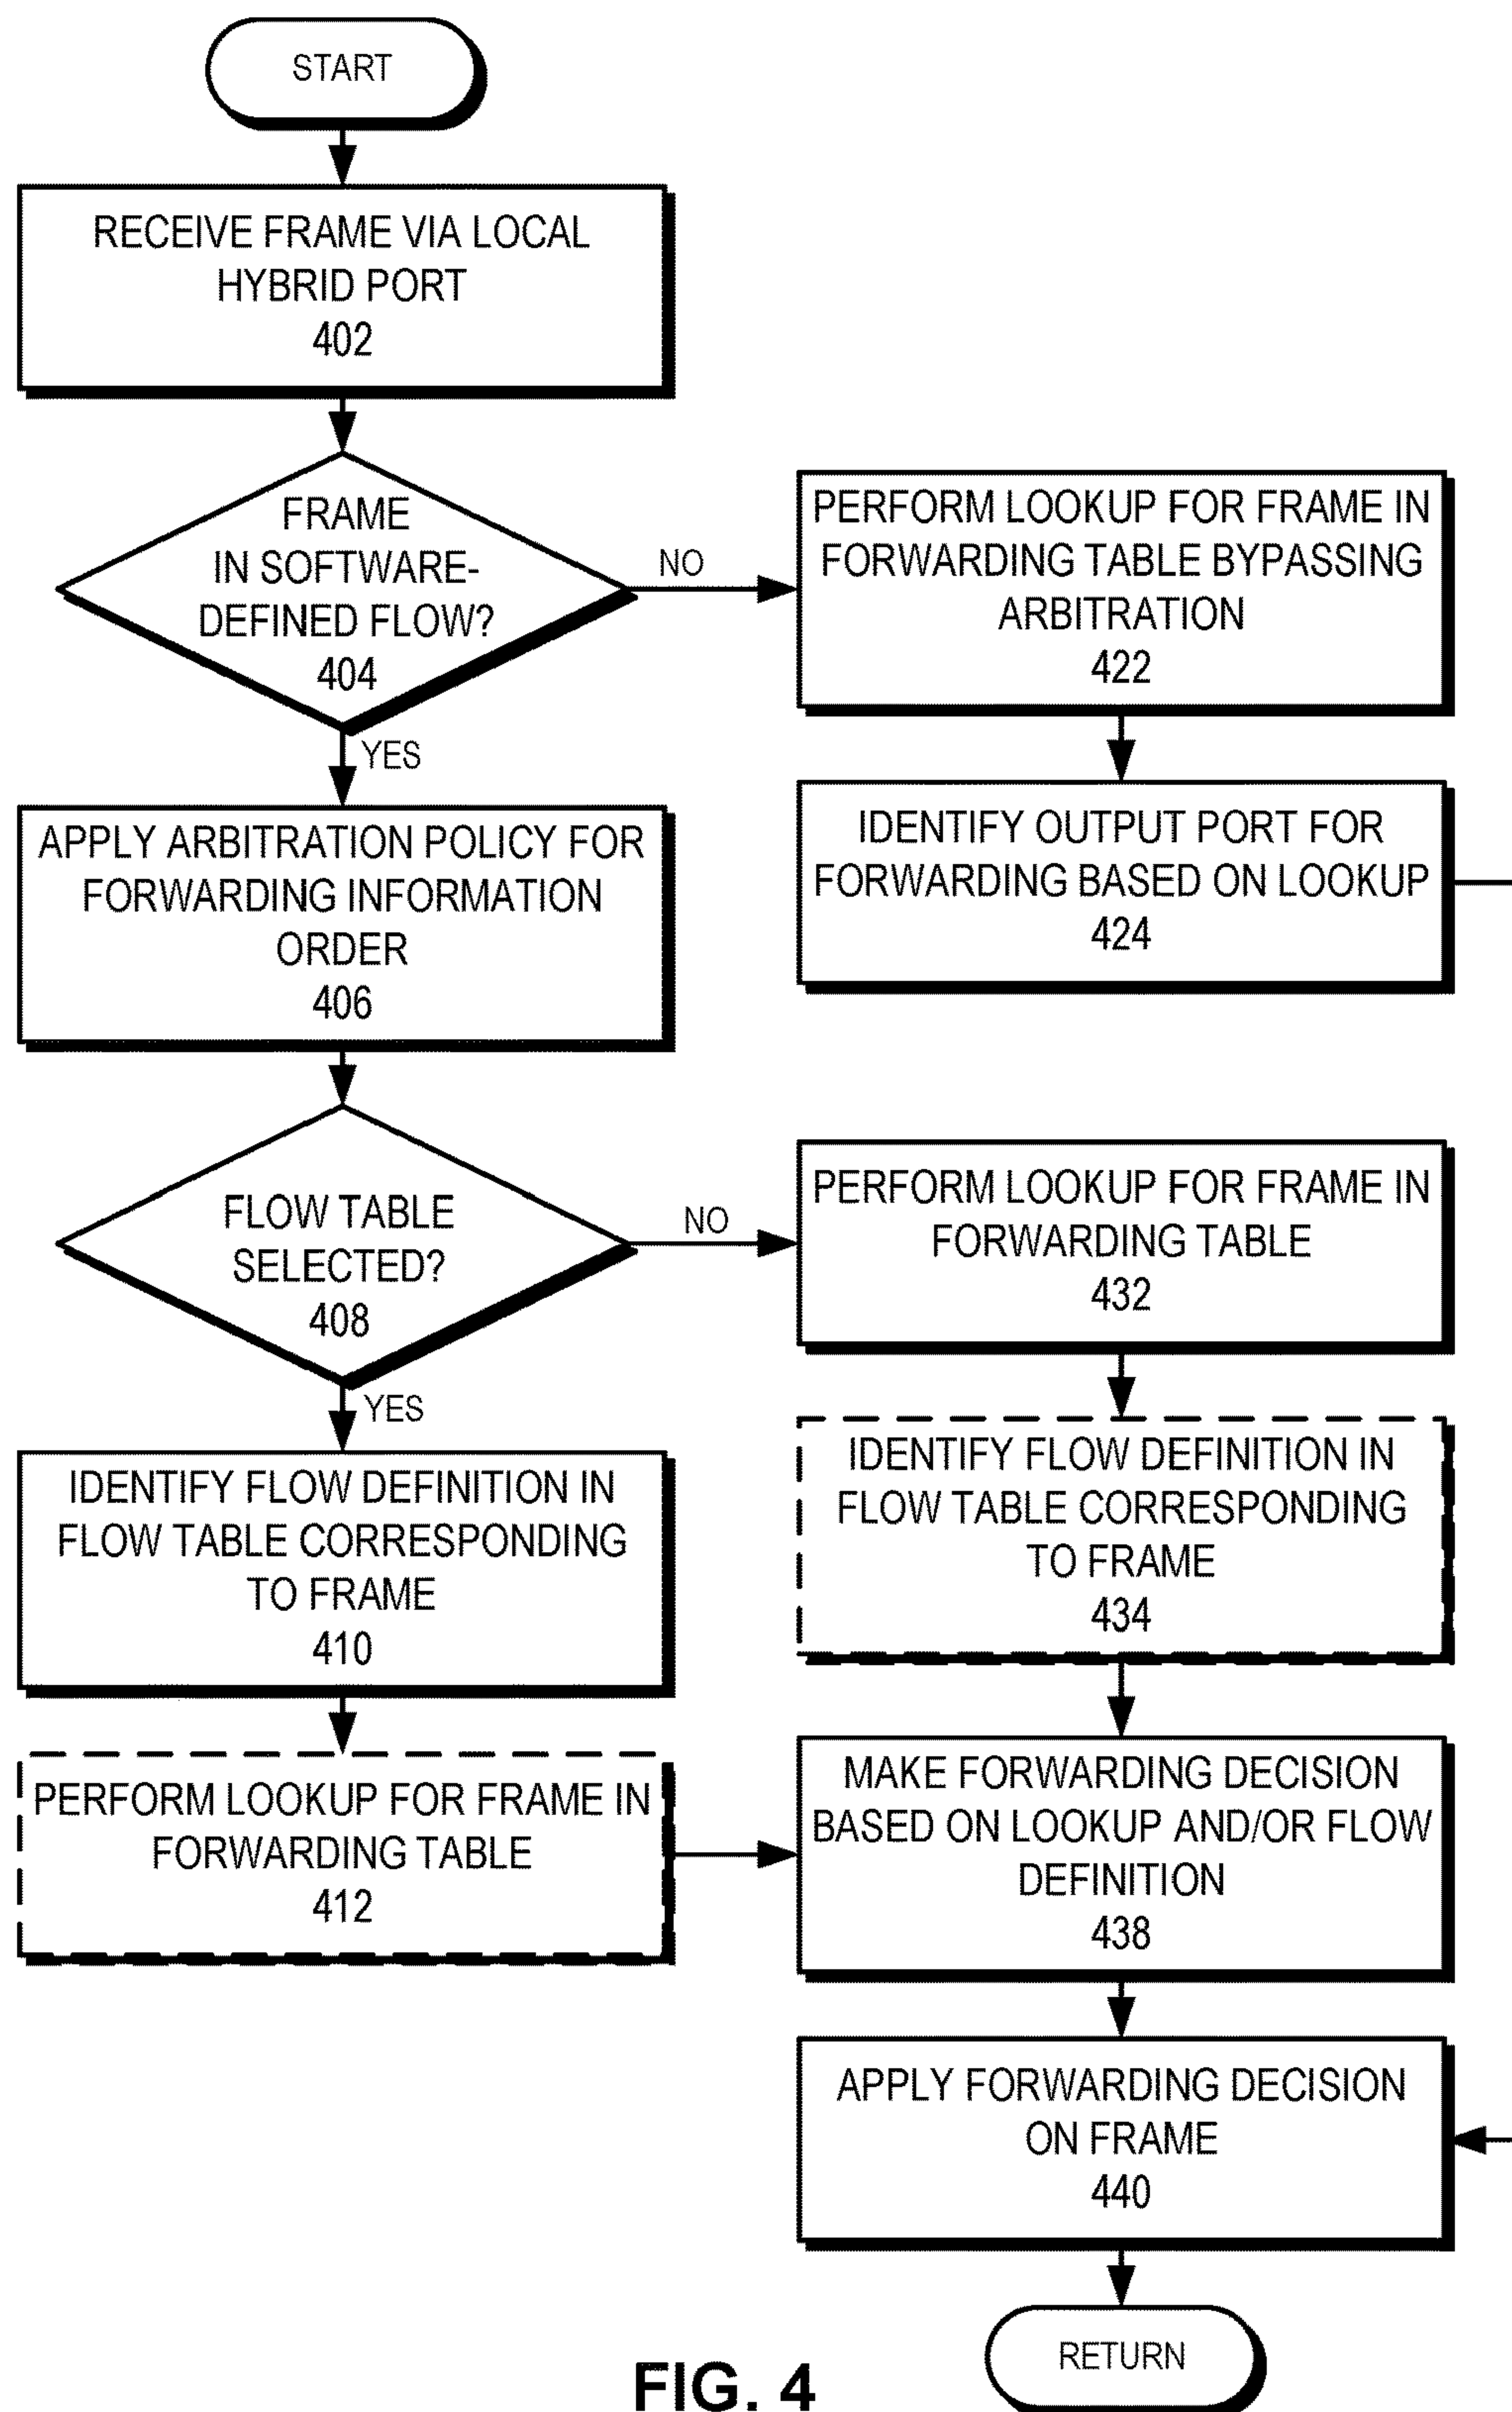 START
RECEIVE FRAME VIA LOCAL
HYBRID PORT
402
FRAME
IN SOFTWARE-
DEFINED FLOW?
404
NO
YES
PERFORM LOOKUP FOR FRAME IN
FORWARDING TABLE BYPASSING
ARBITRATION
422
IDENTIFY OUTPUT PORT FOR
FORWARDING BASED ON LOOKUP
424
APPLY ARBITRATION POLICY FOR
FORWARDING INFORMATION
ORDER
406
FLOW TABLE
SELECTED?
408
NO
YES
PERFORM LOOKUP FOR FRAME IN
FORWARDING TABLE
432
IDENTIFY FLOW DEFINITION IN
FLOW TABLE CORRESPONDING
TO FRAME
434
IDENTIFY FLOW DEFINITION IN
FLOW TABLE CORRESPONDING
TO FRAME
410
PERFORM LOOKUP FOR FRAME IN
FORWARDING TABLE
412
MAKE FORWARDING DECISION
BASED ON LOOKUP AND/OR FLOW
DEFINITION
438
APPLY FORWARDING DECISION
ON FRAME
440
RETURN
FIG. 4